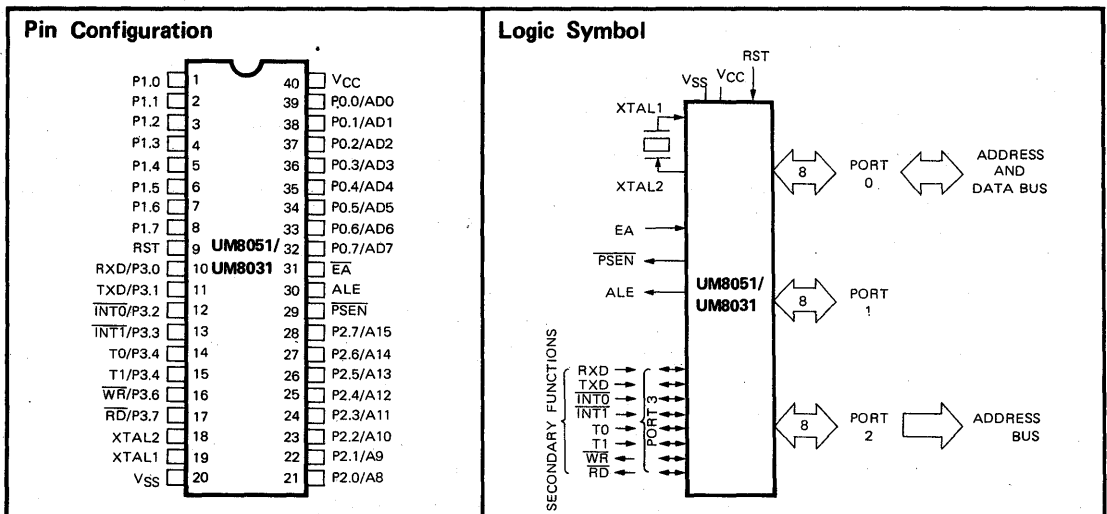 Pin Configuration
P1.0 1 40 VCC
P1.1 2 39 P0.0/AD0
P1.2 3 38 P0.1/AD1
P1.3 4 37 P0.2/AD2
P1.4 5 36 P0.3/AD3
P1.5 6 35 P0.4/AD4
P1.6 7 34 P0.5/AD5
P1.7 8 33 P0.6/AD6
RST 9 UM8051/ 32 P0.7/AD7
RXD/P3.0 10 UM8031 31 EA
TXD/P3.1 11 30 ALE
INT0/P3.2 12 29 PSEN
INT1/P3.3 13 28 P2.7/A15
T0/P3.4 14 27 P2.6/A14
T1/P3.4 15 26 P2.5/A13
WR/P3.6 16 25 P2.4/A12
RD/P3.7 17 24 P2.3/A11
XTAL2 18 23 P2.2/A10
XTAL1 19 22 P2.1/A9
VSS 20 21 P2.0/A8
Logic Symbol
RST
VSS VCC
XTAL1
XTAL2
EA
PSEN
ALE
UM8051/
UM8031
8 PORT 0
ADDRESS
AND
DATA BUS
8 PORT 1
8 PORT 2
ADDRESS
BUS
SECONDARY FUNCTIONS
RXD
TXD
INT0
INT1
T0
T1
WR
RD
PORT 3